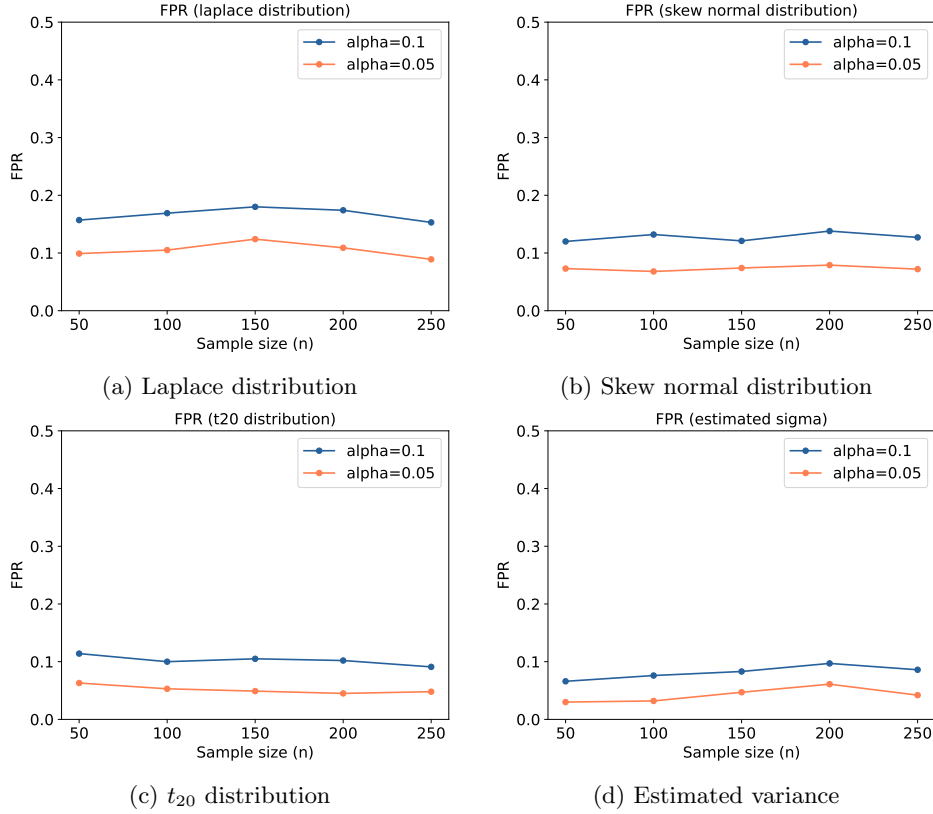 FPR (laplace distribution)
0.5
0.4
0.3
0.2
0.1
0.0
FPR
50 100 150 200 250
Sample size (n)
alpha=0.1
alpha=0.05
(a) Laplace distribution
FPR (skew normal distribution)
0.5
0.4
0.3
0.2
0.1
0.0
FPR
50 100 150 200 250
Sample size (n)
alpha=0.1
alpha=0.05
(b) Skew normal distribution
FPR (t20 distribution)
0.5
0.4
0.3
0.2
0.1
0.0
FPR
50 100 150 200 250
Sample size (n)
alpha=0.1
alpha=0.05
(c) t₂₀ distribution
FPR (estimated sigma)
0.5
0.4
0.3
0.2
0.1
0.0
FPR
50 100 150 200 250
Sample size (n)
alpha=0.1
alpha=0.05
(d) Estimated variance